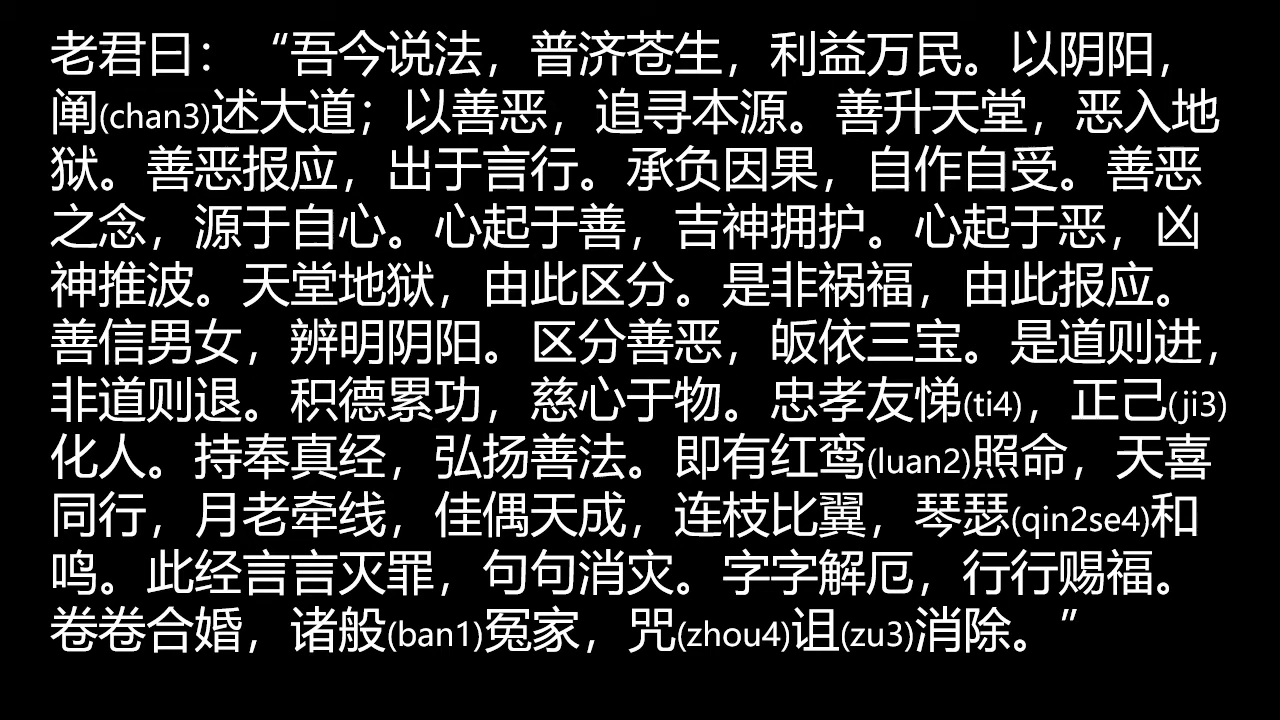 老君曰：“吾今说法，普济苍生，利益万民。以阴阳，
阐(chan3)述大道；以善恶，追寻本源。善升天堂，恶入地
狱。善恶报应，出于言行。承负因果，自作自受。善恶
之念，源于自心。心起于善，吉神拥护。心起于恶，凶
神推波。天堂地狱，由此区分。是非祸福，由此报应。
善信男女，辨明阴阳。区分善恶，皈依三宝。是道则进，
非道则退。积德累功，慈心于物。忠孝友悌(ti4)，正己(ji3)
化人。持奉真经，弘扬善法。即有红鸾(luan2)照命，天喜
同行，月老牵线，佳偶天成，连枝比翼，琴瑟(qin2se4)和
鸣。此经言言灭罪，句句消灾。字字解厄，行行赐福。
卷卷合婚，诸般(ban1)冤家，咒(zhou4)诅(zu3)消除。”